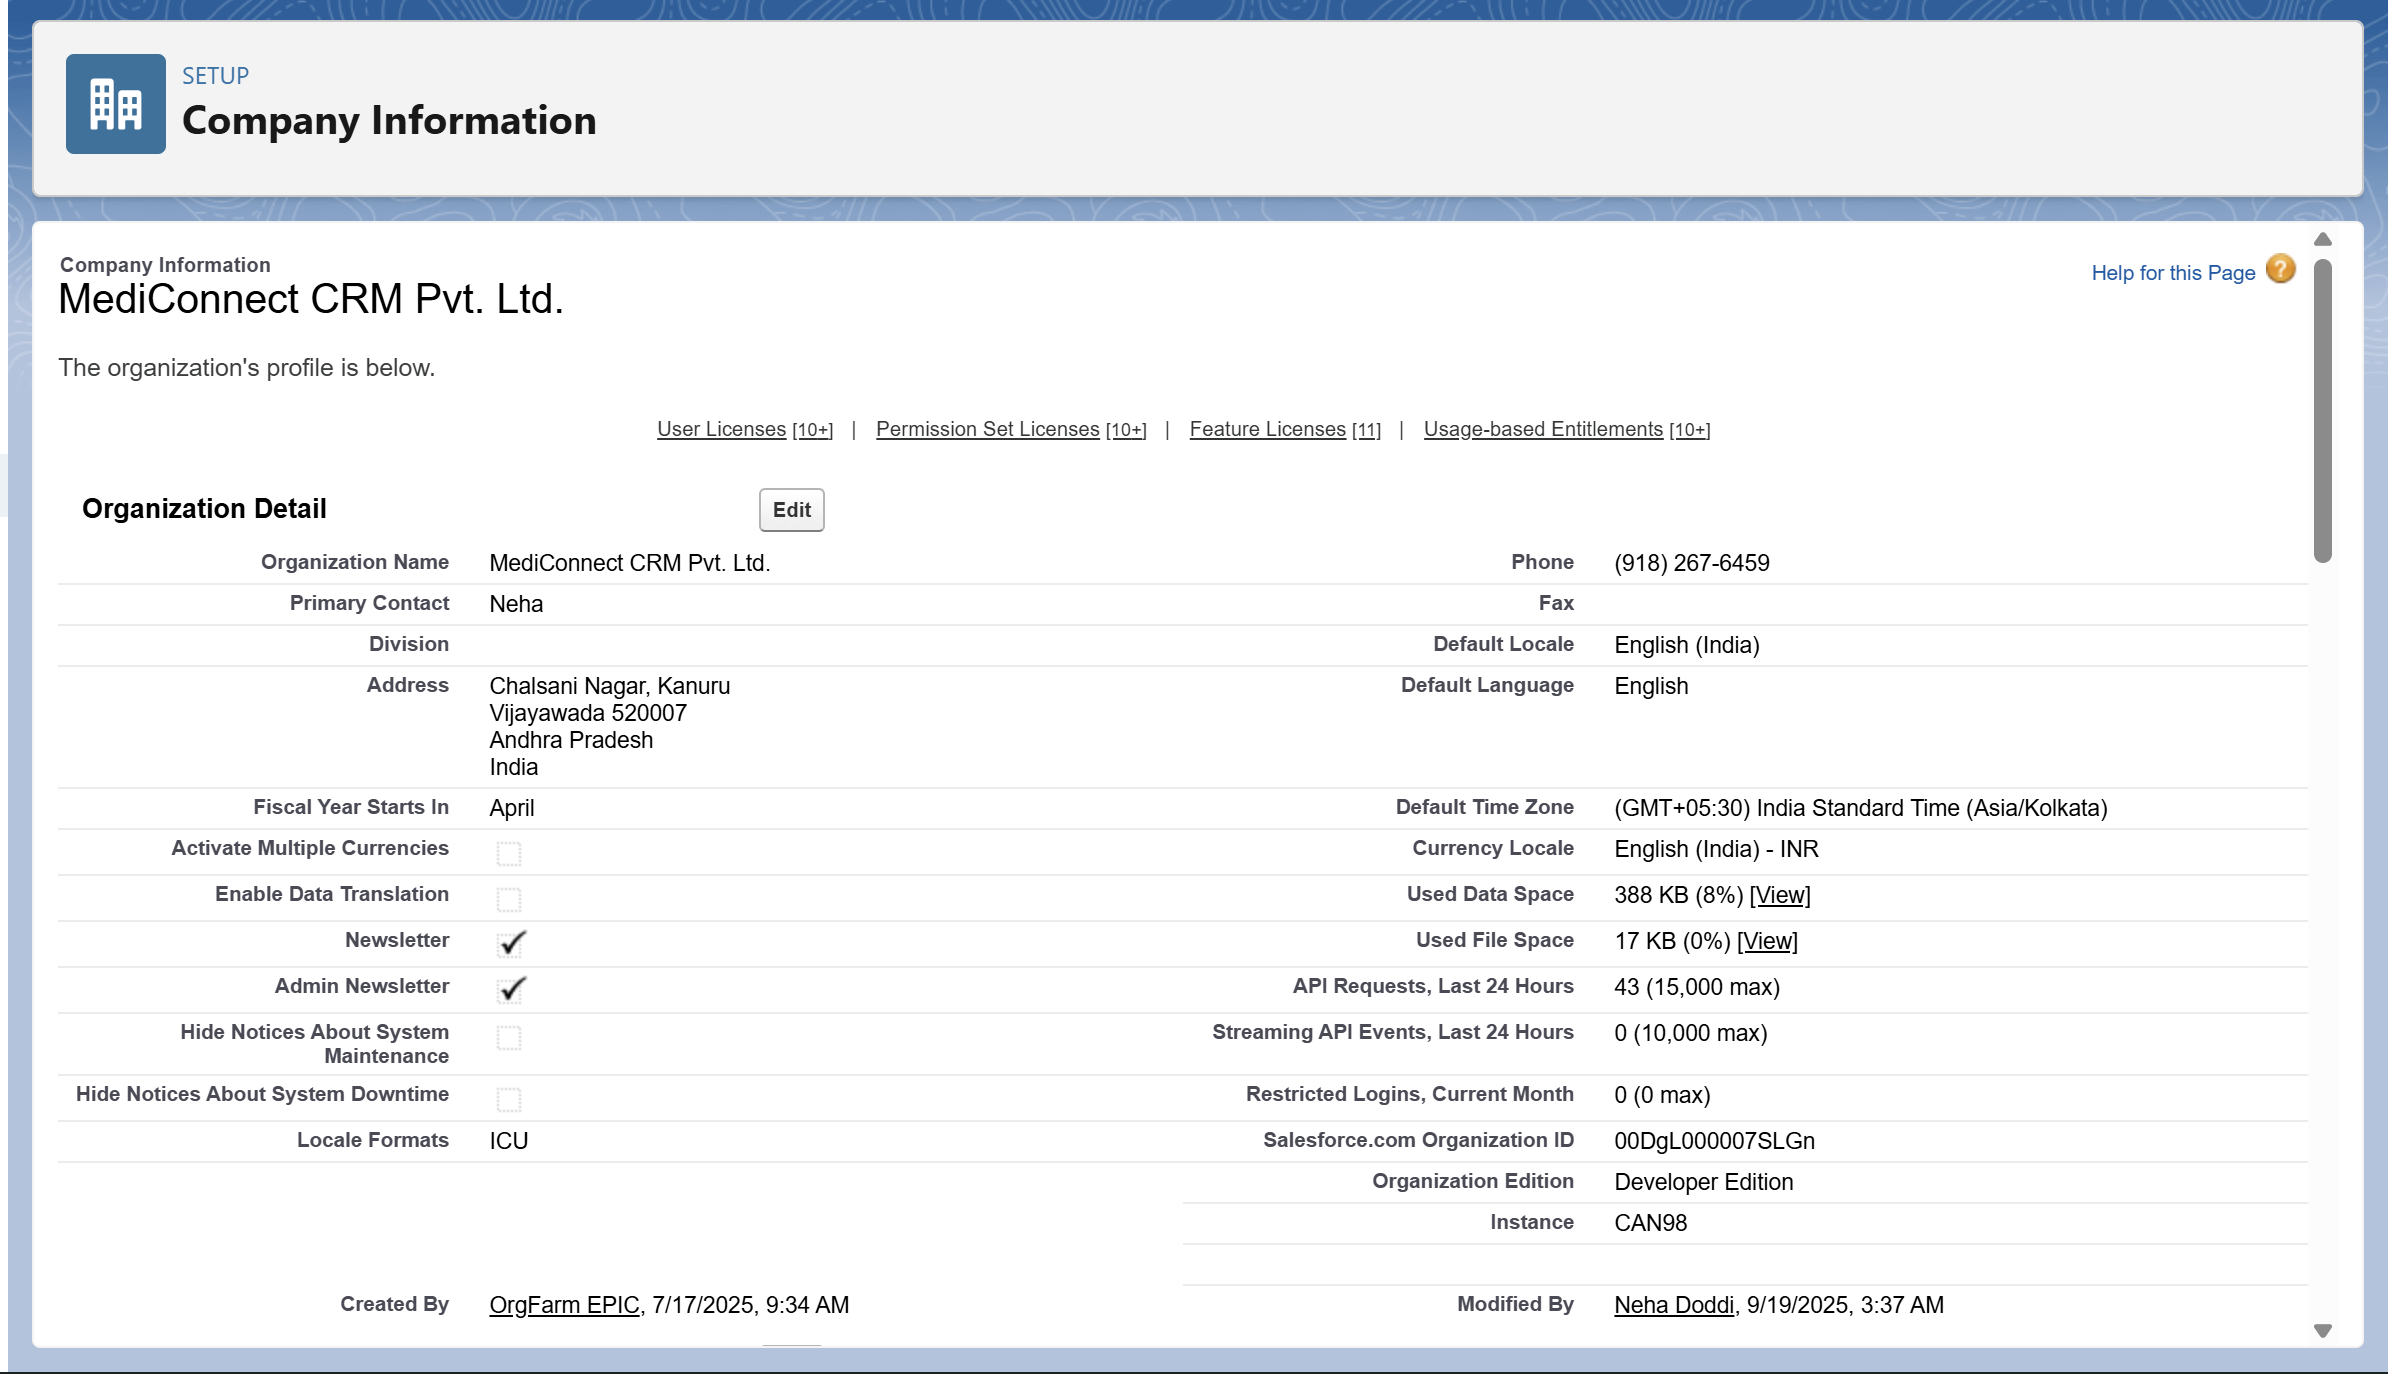 SETUP
Company Information
Company Information
MediConnect CRM Pvt. Ltd.
Help for this Page ?
The organization's profile is below.
User Licenses [10+] | Permission Set Licenses [10+] | Feature Licenses [11] | Usage-based Entitlements [10+]
Organization Detail Edit
Organization Name MediConnect CRM Pvt. Ltd. Phone (918) 267-6459
Primary Contact Neha Fax
Division Default Locale English (India)
Address Chalsani Nagar, Kanuru Default Language English
Vijayawada 520007
Andhra Pradesh
India
Fiscal Year Starts In April Default Time Zone (GMT+05:30) India Standard Time (Asia/Kolkata)
Activate Multiple Currencies Currency Locale English (India) - INR
Enable Data Translation Used Data Space 388 KB (8%) [View]
Newsletter Used File Space 17 KB (0%) [View]
Admin Newsletter API Requests, Last 24 Hours 43 (15,000 max)
Hide Notices About System Streaming API Events, Last 24 Hours 0 (10,000 max)
Maintenance
Hide Notices About System Downtime Restricted Logins, Current Month 0 (0 max)
Locale Formats ICU Salesforce.com Organization ID 00DgL000007SLGn
Organization Edition Developer Edition
Instance CAN98
Created By OrgFarm EPIC, 7/17/2025, 9:34 AM Modified By Neha Doddi, 9/19/2025, 3:37 AM